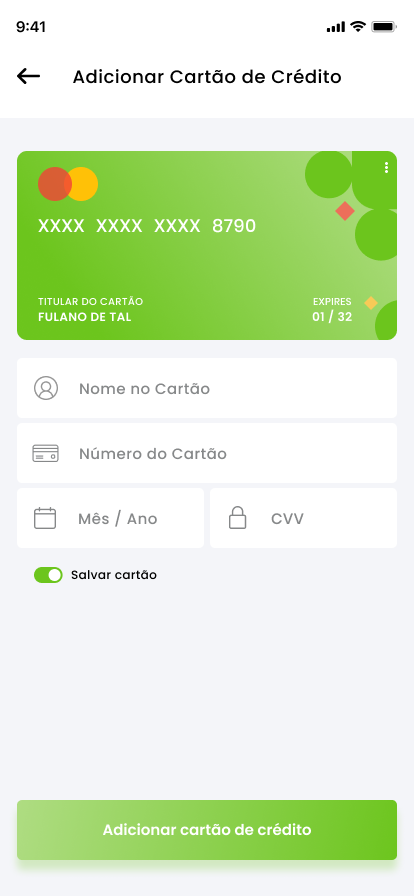 9:41
Adicionar Cartão de Crédito
XXXX XXXX XXXX 8790
TITULAR DO CARTÃO
EXPIRES
FULANO DE TAL
01 / 32
Nome no Cartão
Número do Cartão
Mês / Ano
CVV
Salvar cartão
Adicionar cartão de crédito